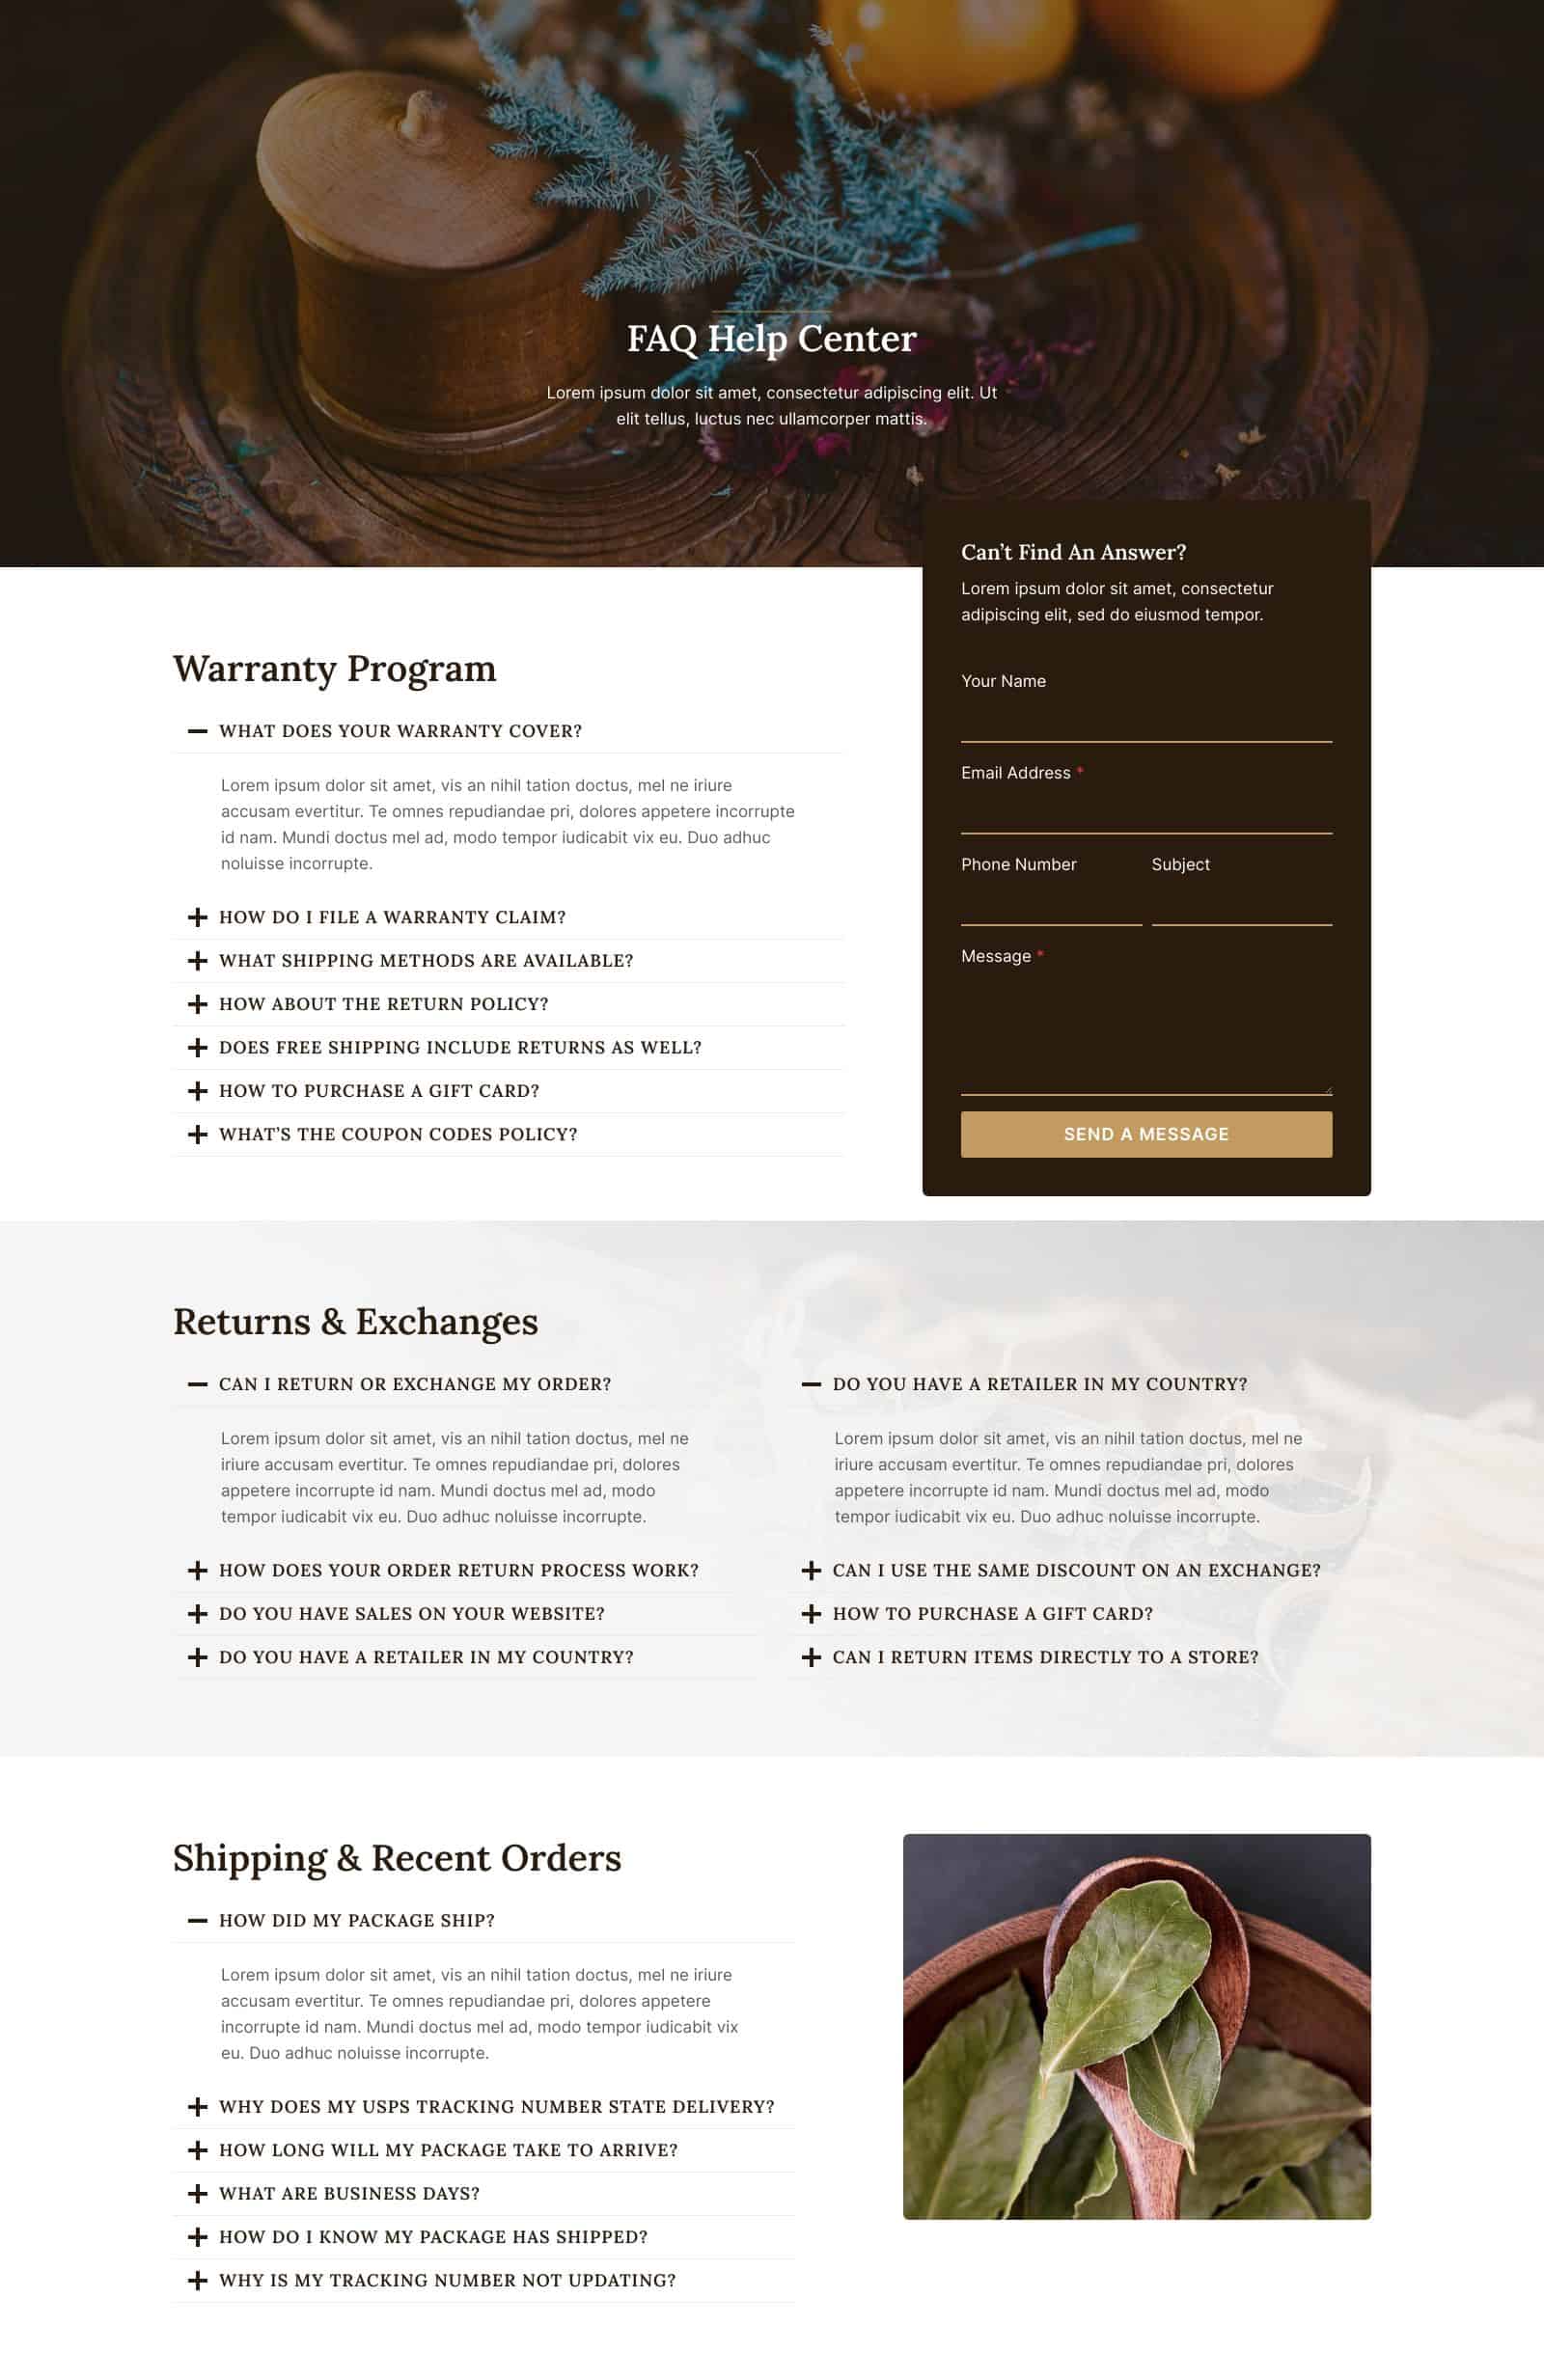 FAQ Help Center
Lorem ipsum dolor sit amet, consectetur adipiscing elit. Ut
elit tellus, luctus nec ullamcorper mattis.
Can’t Find An Answer?
Lorem ipsum dolor sit amet, consectetur
adipiscing elit, sed do eiusmod tempor.
Your Name
Email Address *
Phone Number
Subject
Message *
SEND A MESSAGE
Warranty Program
WHAT DOES YOUR WARRANTY COVER?
Lorem ipsum dolor sit amet, vis an nihil tation doctus, mel ne iriure
accusam evertitur. Te omnes repudiandae pri, dolores appetere incorrupte
id nam. Mundi doctus mel ad, modo tempor iudicabit vix eu. Duo adhuc
noluisse incorrupte.
HOW DO I FILE A WARRANTY CLAIM?
WHAT SHIPPING METHODS ARE AVAILABLE?
HOW ABOUT THE RETURN POLICY?
DOES FREE SHIPPING INCLUDE RETURNS AS WELL?
HOW TO PURCHASE A GIFT CARD?
WHAT’S THE COUPON CODES POLICY?
Returns & Exchanges
CAN I RETURN OR EXCHANGE MY ORDER?
Lorem ipsum dolor sit amet, vis an nihil tation doctus, mel ne
iriure accusam evertitur. Te omnes repudiandae pri, dolores
appetere incorrupte id nam. Mundi doctus mel ad, modo
tempor iudicabit vix eu. Duo adhuc noluisse incorrupte.
HOW DOES YOUR ORDER RETURN PROCESS WORK?
DO YOU HAVE SALES ON YOUR WEBSITE?
DO YOU HAVE A RETAILER IN MY COUNTRY?
DO YOU HAVE A RETAILER IN MY COUNTRY?
Lorem ipsum dolor sit amet, vis an nihil tation doctus, mel ne
iriure accusam evertitur. Te omnes repudiandae pri, dolores
appetere incorrupte id nam. Mundi doctus mel ad, modo
tempor iudicabit vix eu. Duo adhuc noluisse incorrupte.
CAN I USE THE SAME DISCOUNT ON AN EXCHANGE?
HOW TO PURCHASE A GIFT CARD?
CAN I RETURN ITEMS DIRECTLY TO A STORE?
Shipping & Recent Orders
HOW DID MY PACKAGE SHIP?
Lorem ipsum dolor sit amet, vis an nihil tation doctus, mel ne iriure
accusam evertitur. Te omnes repudiandae pri, dolores appetere
incorrupte id nam. Mundi doctus mel ad, modo tempor iudicabit vix
eu. Duo adhuc noluisse incorrupte.
WHY DOES MY USPS TRACKING NUMBER STATE DELIVERY?
HOW LONG WILL MY PACKAGE TAKE TO ARRIVE?
WHAT ARE BUSINESS DAYS?
HOW DO I KNOW MY PACKAGE HAS SHIPPED?
WHY IS MY TRACKING NUMBER NOT UPDATING?